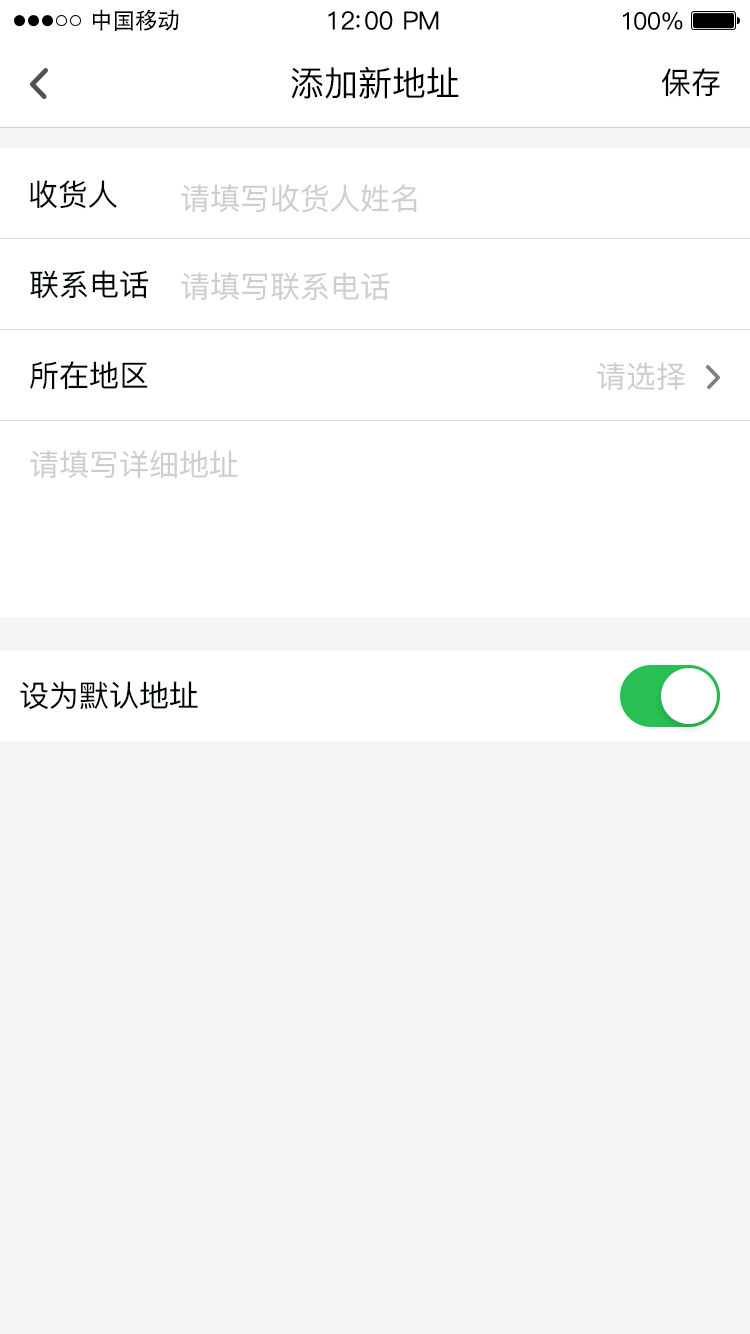 中国移动 12:00 PM 100%
添加新地址 保存
收货人 请填写收货人姓名
联系电话 请填写联系电话
所在地区 请选择
请填写详细地址
设为默认地址